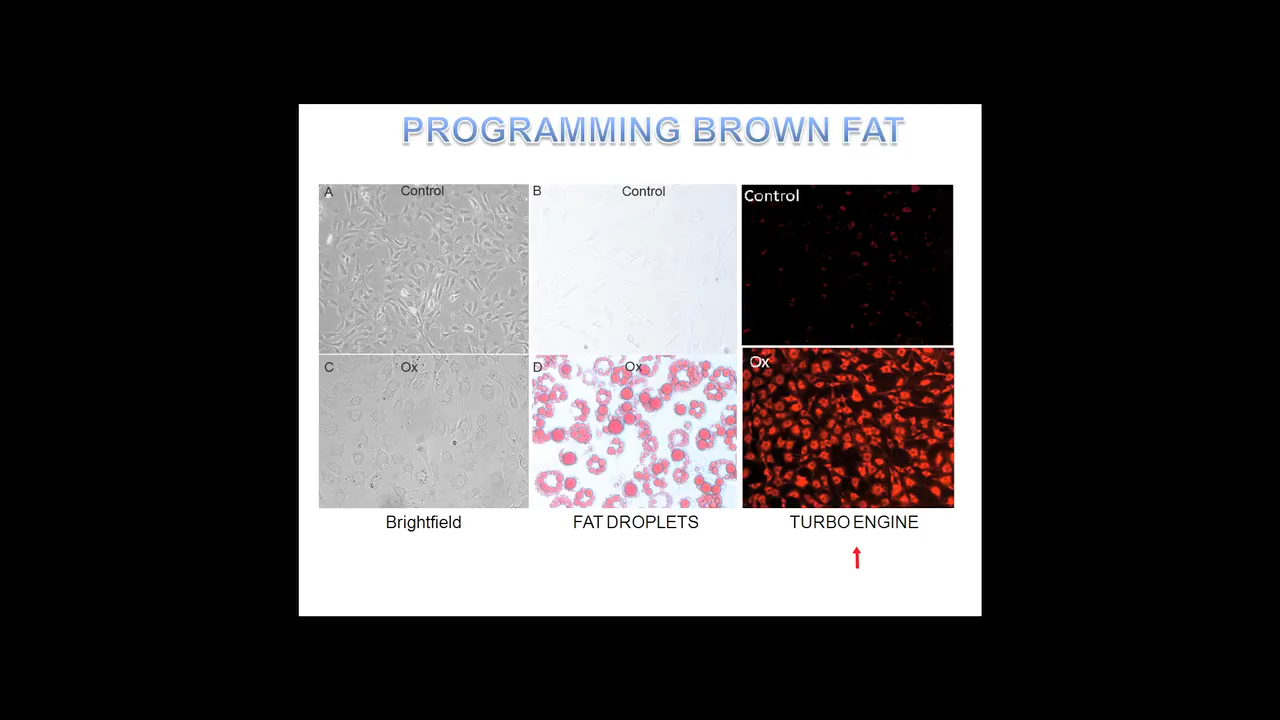 PROGRAMMING BROWN FAT
A Control
B Control
Control
C Ox
D Ox
Ox
Brightfield
FAT DROPLETS
TURBO ENGINE